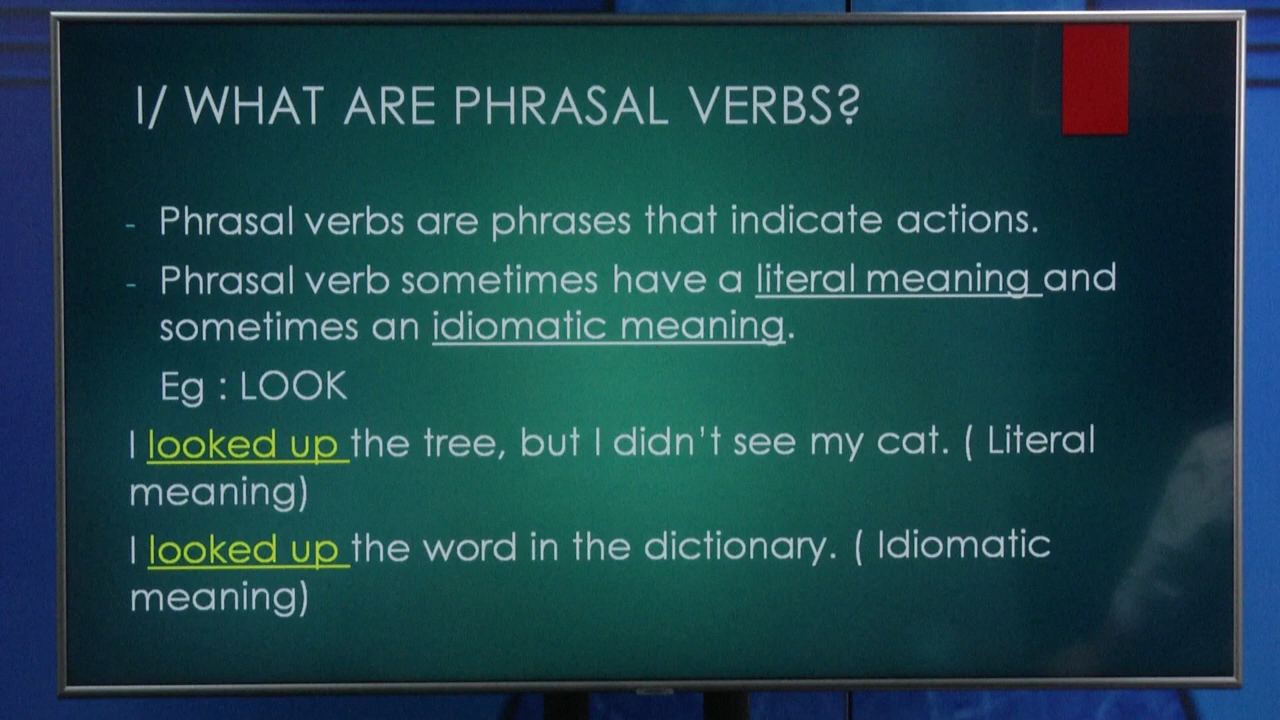 I/ WHAT ARE PHRASAL VERBS?
- Phrasal verbs are phrases that indicate actions.
- Phrasal verb sometimes have a literal meaning and
sometimes an idiomatic meaning.
Eg : LOOK
I looked up the tree, but I didn't see my cat. ( Literal
meaning)
I looked up the word in the dictionary. ( Idiomatic
meaning)